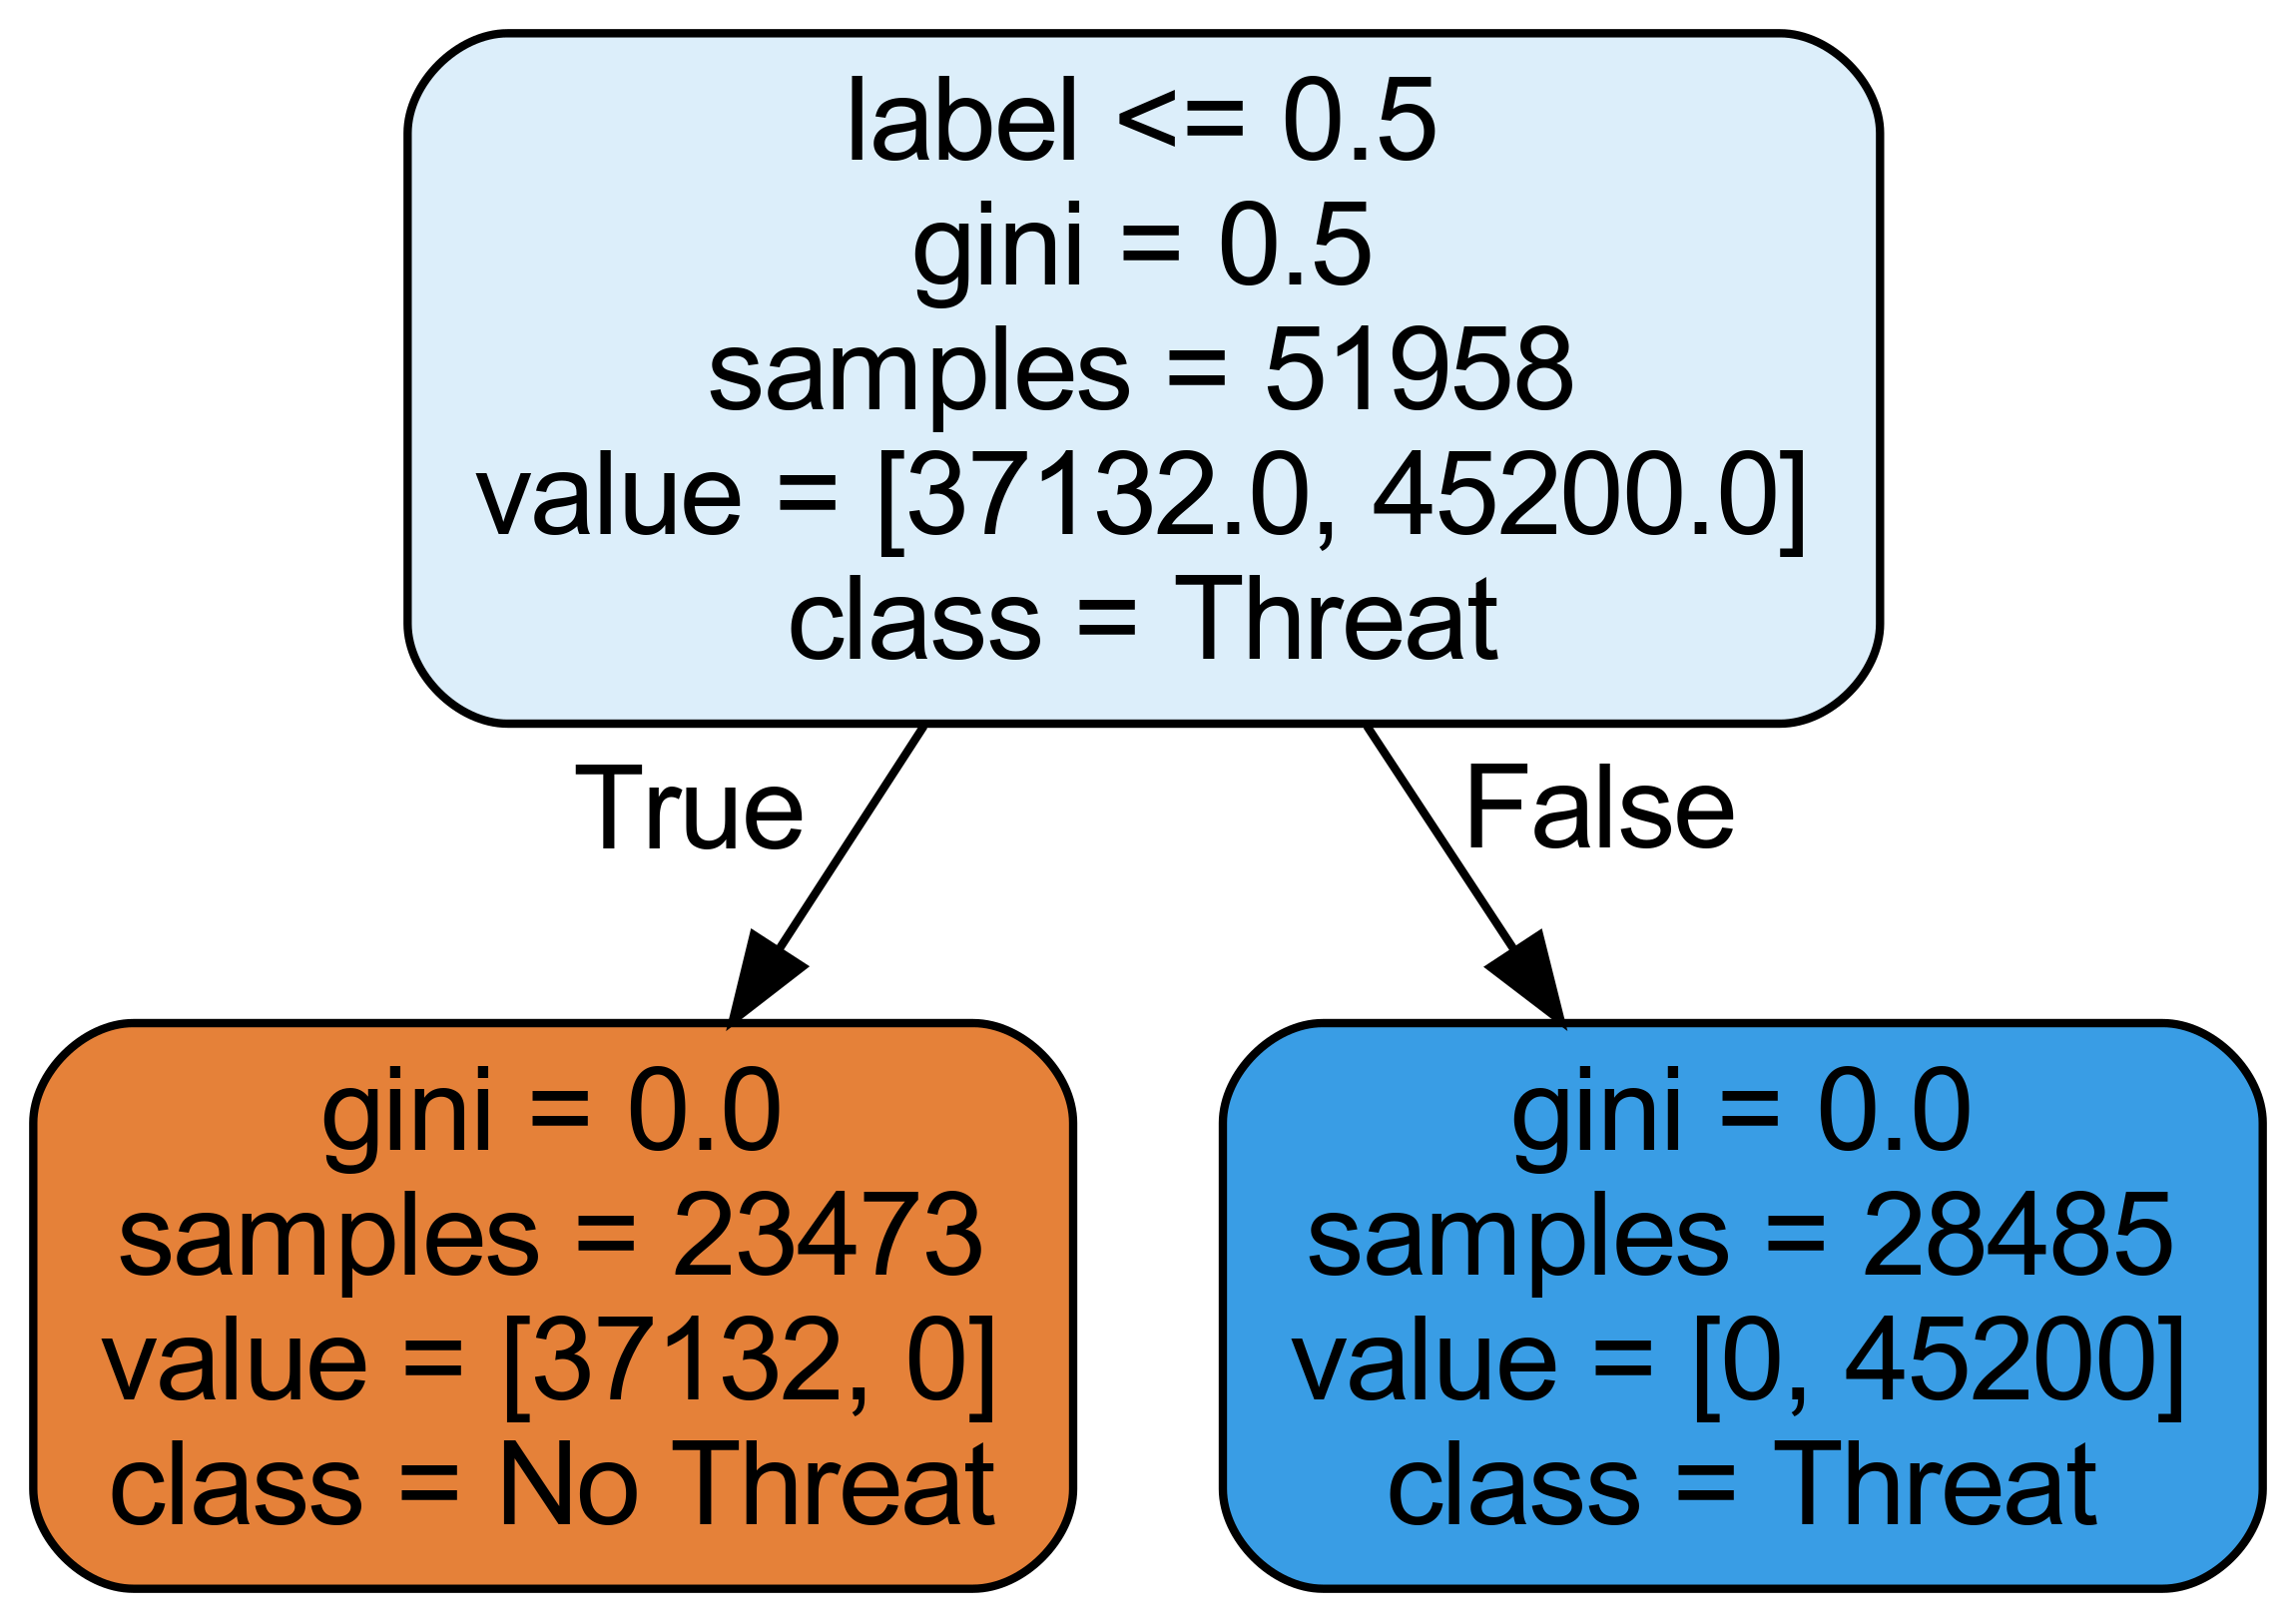 label <= 0.5
gini = 0.5
samples = 51958
value = [37132.0, 45200.0]
class = Threat
True
False
gini = 0.0
samples = 23473
value = [37132, 0]
class = No Threat
gini = 0.0
samples = 28485
value = [0, 45200]
class = Threat